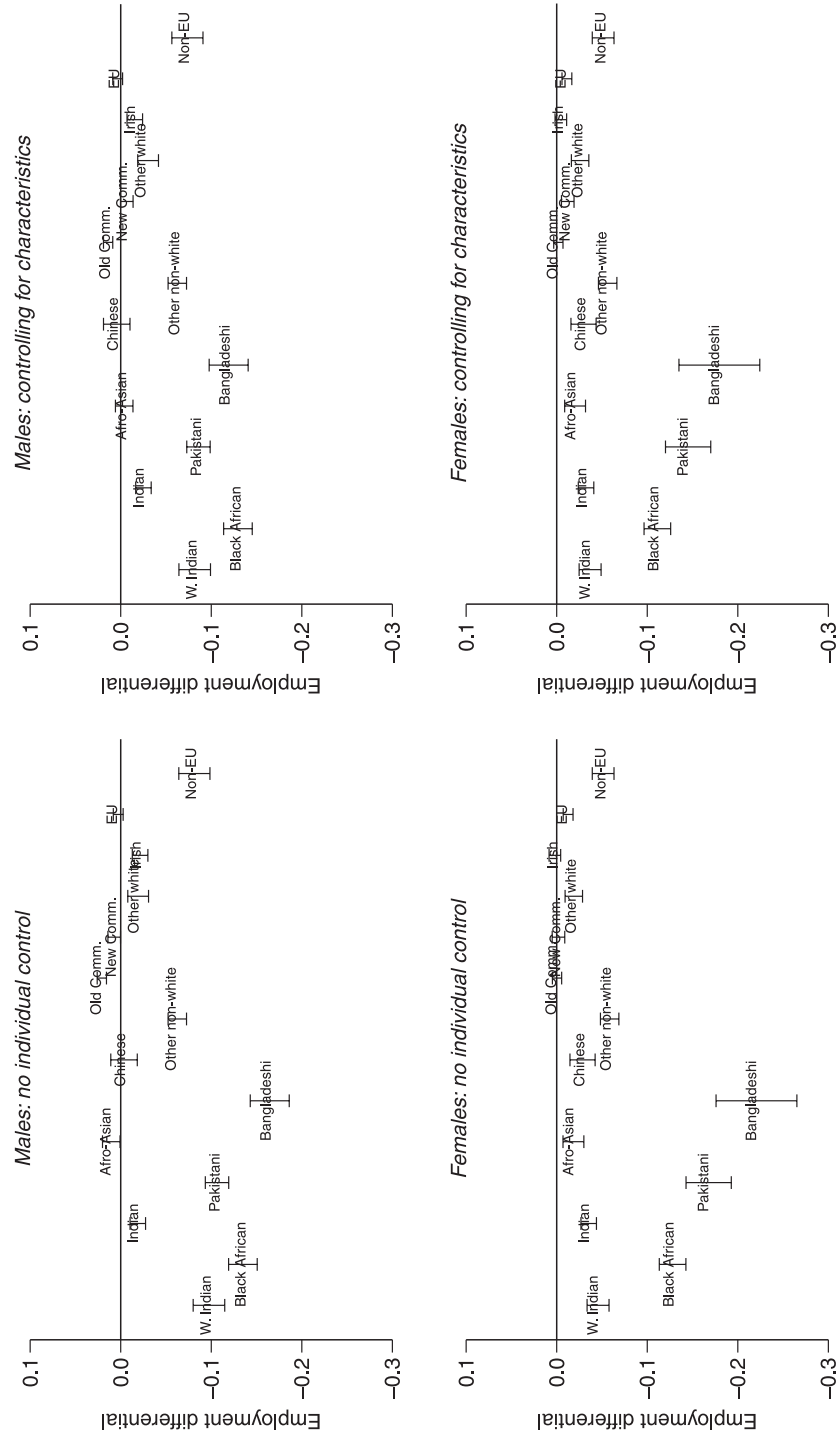 Males: no individual control
Employment differential
0.1
0.0
−0.1
−0.2
−0.3
W. Indian
Black African
Indian
Pakistani
Afro-Asian
Bangladeshi
Chinese
Other non-white
Old Comm.
New Comm.
Other white
Irish
EU
Non-EU
Males: controlling for characteristics
Employment differential
0.1
0.0
−0.1
−0.2
−0.3
W. Indian
Black African
Indian
Pakistani
Afro-Asian
Bangladeshi
Chinese
Other non-white
Old Comm.
New Comm.
Other white
Irish
EU
Non-EU
Females: no individual control
Employment differential
0.1
0.0
−0.1
−0.2
−0.3
W. Indian
Black African
Indian
Pakistani
Afro-Asian
Bangladeshi
Chinese
Other non-white
Old Comm.
New Comm.
Other white
Irish
EU
Non-EU
Females: controlling for characteristics
Employment differential
0.1
0.0
−0.1
−0.2
−0.3
W. Indian
Black African
Indian
Pakistani
Afro-Asian
Bangladeshi
Chinese
Other non-white
Old Comm.
New Comm.
Other white
Irish
EU
Non-EU